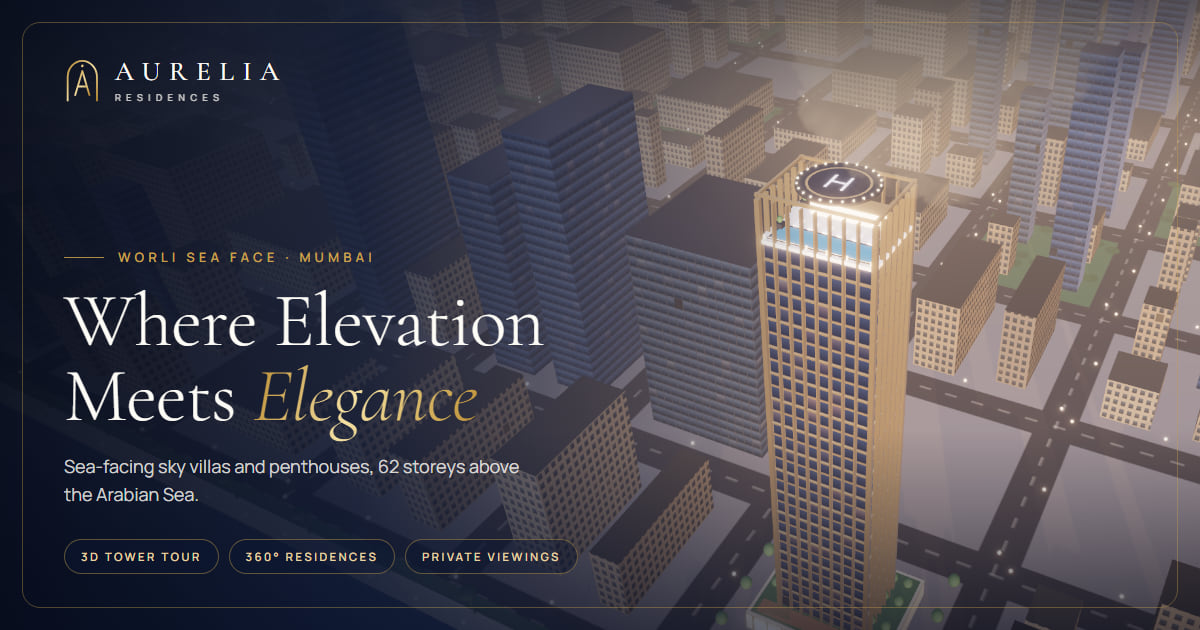 AURELIA
RESIDENCES
WORLI SEA FACE · MUMBAI
Where Elevation
Meets Elegance
Sea-facing sky villas and penthouses, 62 storeys above
the Arabian Sea.
3D TOWER TOUR
360° RESIDENCES
PRIVATE VIEWINGS
H